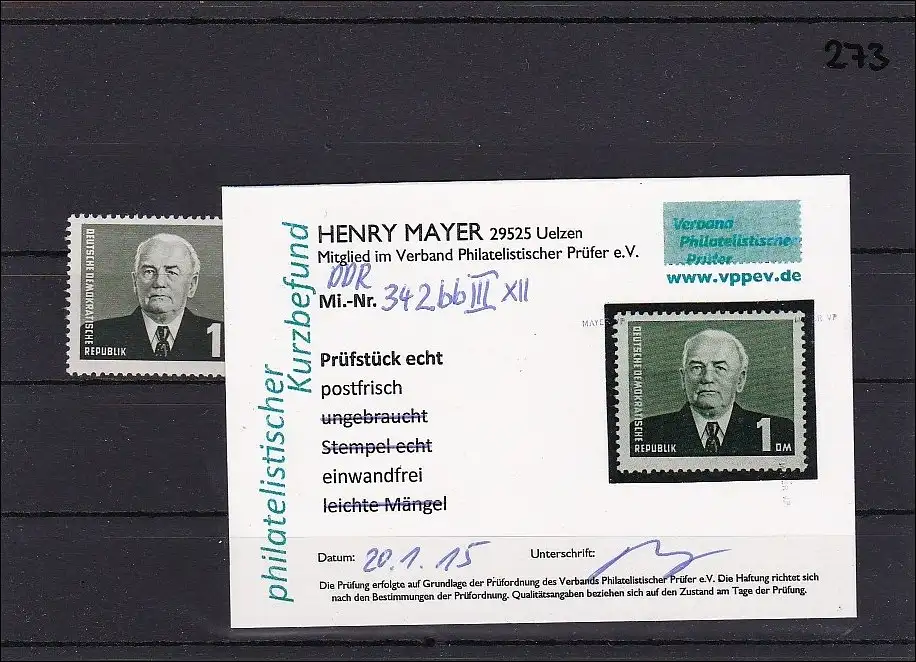 273
DEUTSCHE DEMOKRATISCHE
REPUBLIK
1
philatelistischer
Kurzbefund
HENRY MAYER 29525 Uelzen
Mitglied im Verband Philatelistischer Prüfer e.V.
DDR
Mi.-Nr. 342bb III XII
Verband
Philatelistischer
Prüfer
www.vppev.de
MAYER VP
DEUTSCHE DEMOKRATISCHE
REPUBLIK
1 DM
Prüfstück echt
postfrisch
ungebraucht
Stempel echt
einwandfrei
leichte Mängel
Datum: 20.1.15 Unterschrift:
Die Prüfung erfolgte auf Grundlage der Prüfordnung des Verbands Philatelistischer Prüfer e.V. Die Haftung richtet sich
nach den Bestimmungen der Prüfordnung. Qualitätsangaben beziehen sich auf den Zustand am Tage der Prüfung.